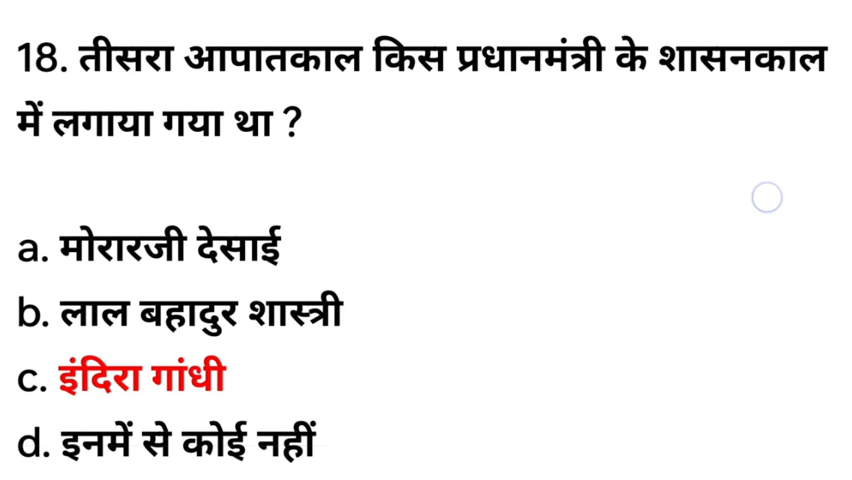 18. तीसरा आपातकाल किस प्रधानमंत्री के शासनकाल
में लगाया गया था ?
a. मोरारजी देसाई
b. लाल बहादुर शास्त्री
c. इंदिरा गांधी
d. इनमें से कोई नहीं